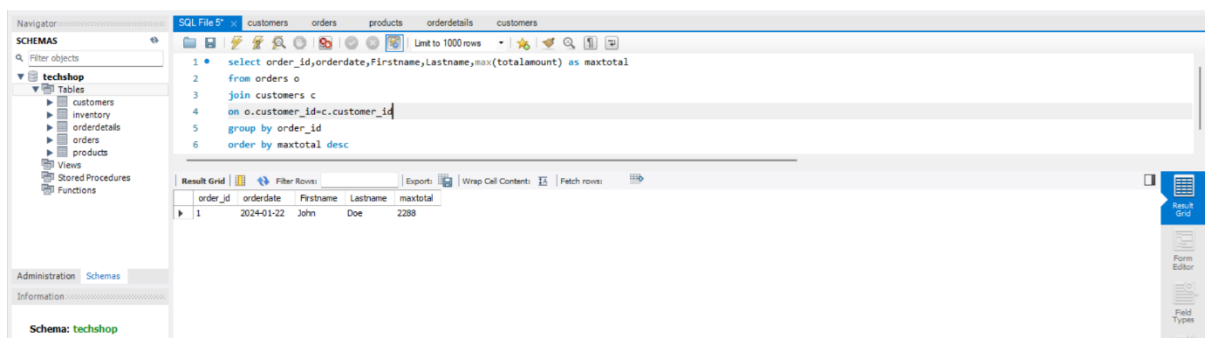 Navigator
SQL File 5* × customers orders products orderdetails customers
SCHEMAS
Filter objects
techshop
Tables
customers
inventory
orderdetails
orders
products
Views
Stored Procedures
Functions
Administration Schemas
Information
Schema: techshop
Limit to 1000 rows
1 select order_id,orderdate,Firstname,Lastname,max(totalamount) as maxtotal
2 from orders o
3 join customers c
4 on o.customer_id=c.customer_id
5 group by order_id
6 order by maxtotal desc
Result Grid Filter Rows: Export: Wrap Cell Content: Fetch rows:
order_id orderdate Firstname Lastname maxtotal
1 2024-01-22 John Doe 2288
Result
Grid
Form
Editor
Field
Types